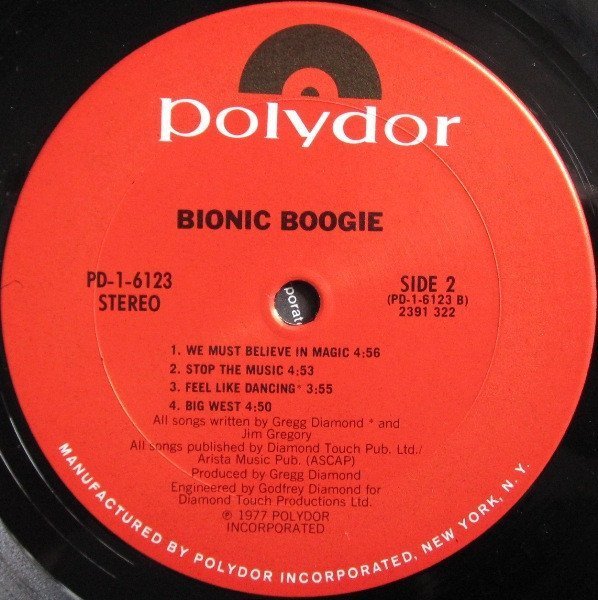 polydor
BIONIC BOOGIE
PD-1-6123
STEREO
SIDE 2
(PD-1-6123 B)
2391 322
porate
1. WE MUST BELIEVE IN MAGIC 4:56
2. STOP THE MUSIC 4:53
3. FEEL LIKE DANCING* 3:55
4. BIG WEST 4:50
All songs written by Gregg Diamond * and
Jim Gregory
All songs published by Diamond Touch Pub. Ltd./
Arista Music Pub. (ASCAP)
Produced by Gregg Diamond
Engineered by Godfrey Diamond for
Diamond Touch Productions Ltd.
℗ 1977 POLYDOR
INCORPORATED
MANUFACTURED BY POLYDOR INCORPORATED, NEW YORK, N.Y.